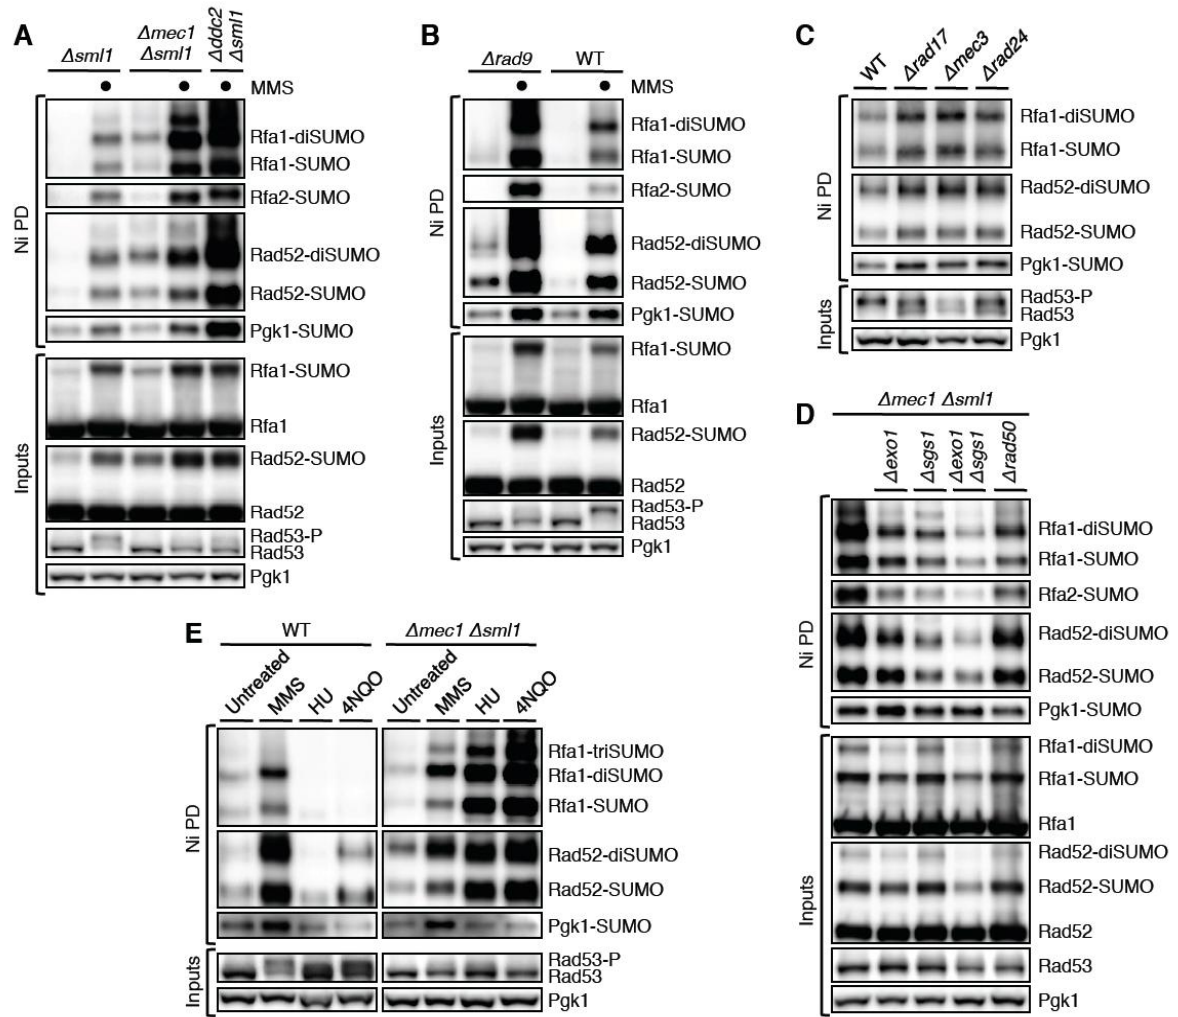 A
Δsml1
Δmec1
Δsml1
Δddc2
Δsml1
MMS
Ni PD
Rfa1-diSUMO
Rfa1-SUMO
Rfa2-SUMO
Rad52-diSUMO
Rad52-SUMO
Pgk1-SUMO
Inputs
Rfa1-SUMO
Rfa1
Rad52-SUMO
Rad52
Rad53-P
Rad53
Pgk1
B
Δrad9 WT
MMS
Ni PD
Rfa1-diSUMO
Rfa1-SUMO
Rfa2-SUMO
Rad52-diSUMO
Rad52-SUMO
Pgk1-SUMO
Inputs
Rfa1-SUMO
Rfa1
Rad52-SUMO
Rad52
Rad53-P
Rad53
Pgk1
C
WT Δrad17 Δmec3 Δrad24
Ni PD
Rfa1-diSUMO
Rfa1-SUMO
Rad52-diSUMO
Rad52-SUMO
Pgk1-SUMO
Inputs
Rad53-P
Rad53
Pgk1
D
Δmec1 Δsml1
Δexo1
Δsgs1
Δexo1
Δsgs1
Δrad50
Ni PD
Rfa1-diSUMO
Rfa1-SUMO
Rfa2-SUMO
Rad52-diSUMO
Rad52-SUMO
Pgk1-SUMO
Inputs
Rfa1-diSUMO
Rfa1-SUMO
Rfa1
Rad52-diSUMO
Rad52-SUMO
Rad52
Rad53
Pgk1
E
WT Δmec1 Δsml1
Untreated MMS HU 4NQO Untreated MMS HU 4NQO
Ni PD
Rfa1-triSUMO
Rfa1-diSUMO
Rfa1-SUMO
Rad52-diSUMO
Rad52-SUMO
Pgk1-SUMO
Inputs
Rad53-P
Rad53
Pgk1